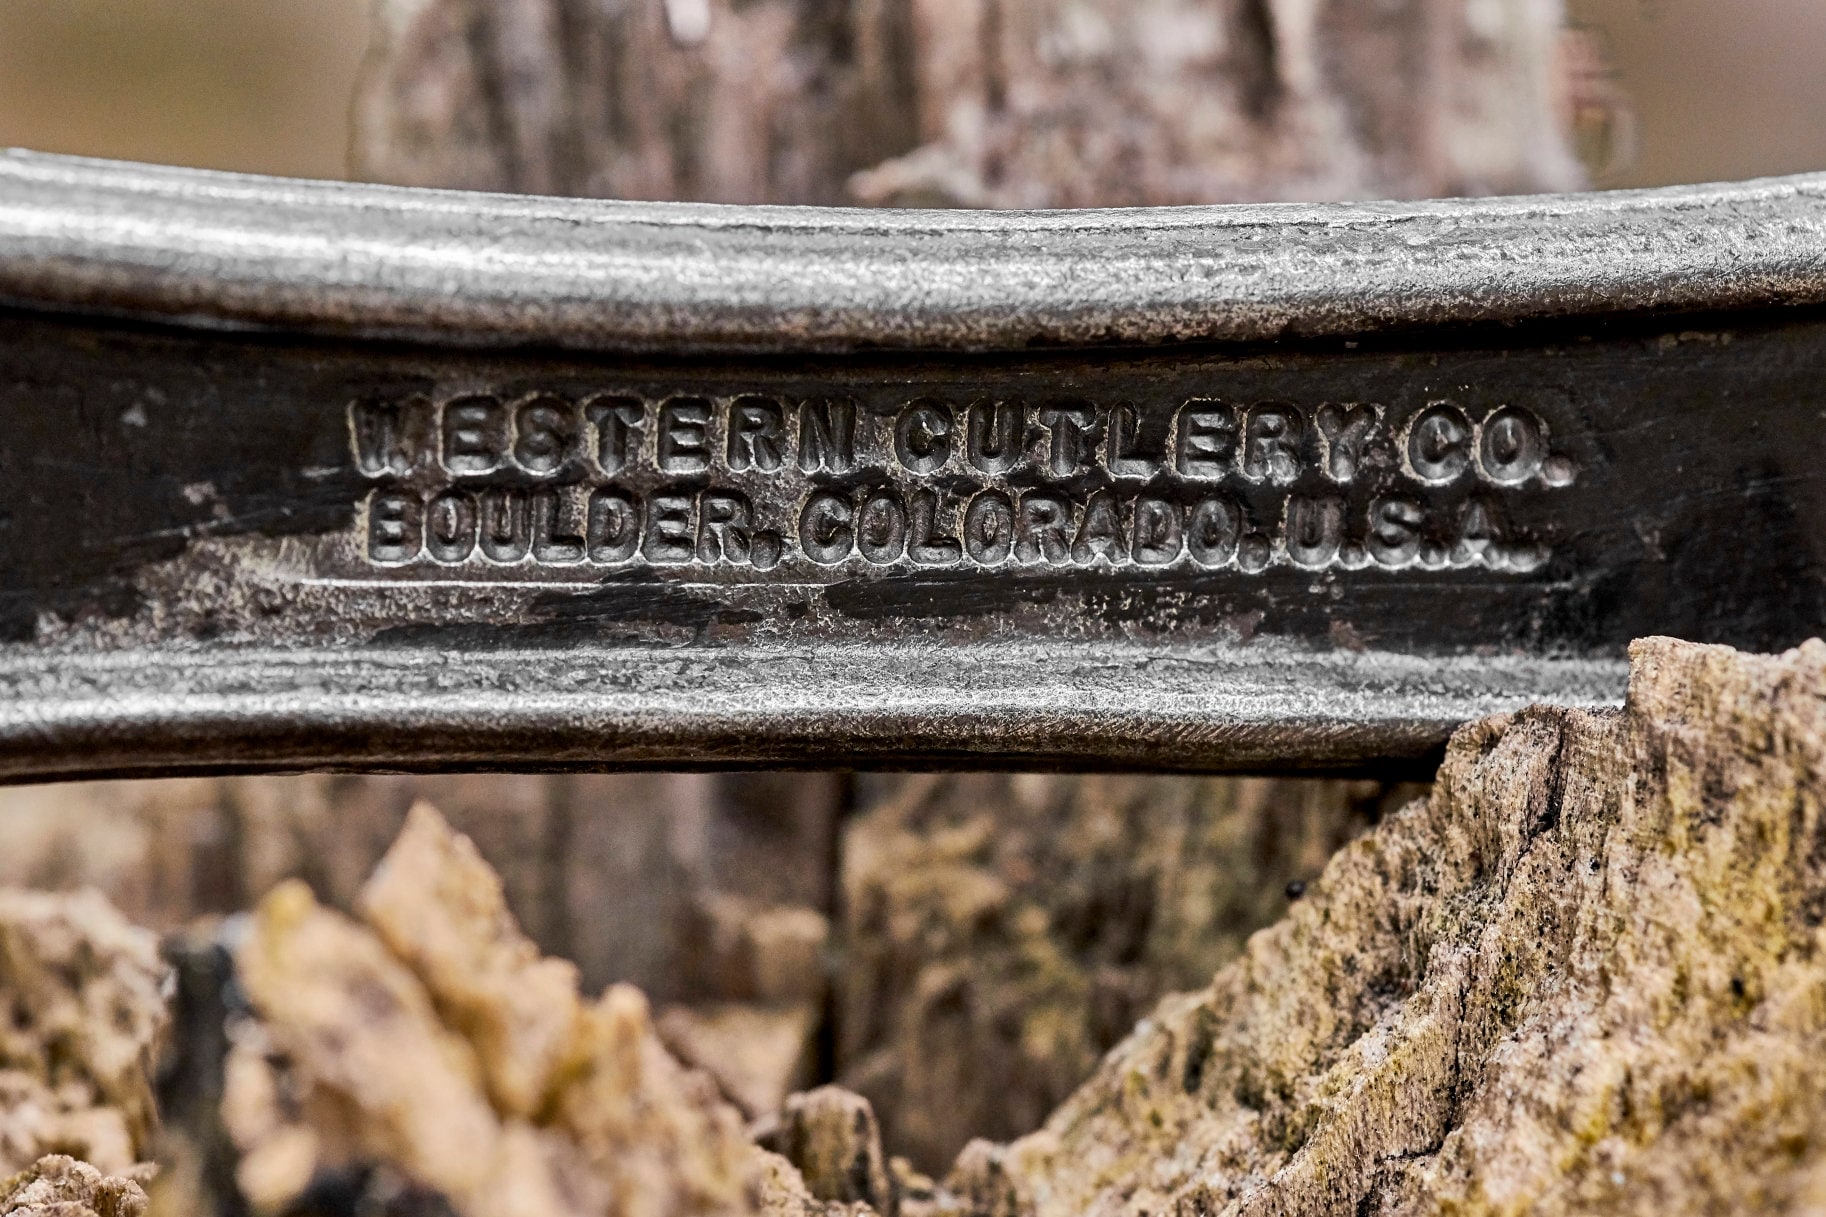 WESTERN CUTLERY CO.
BOULDER, COLORADO, U.S.A.